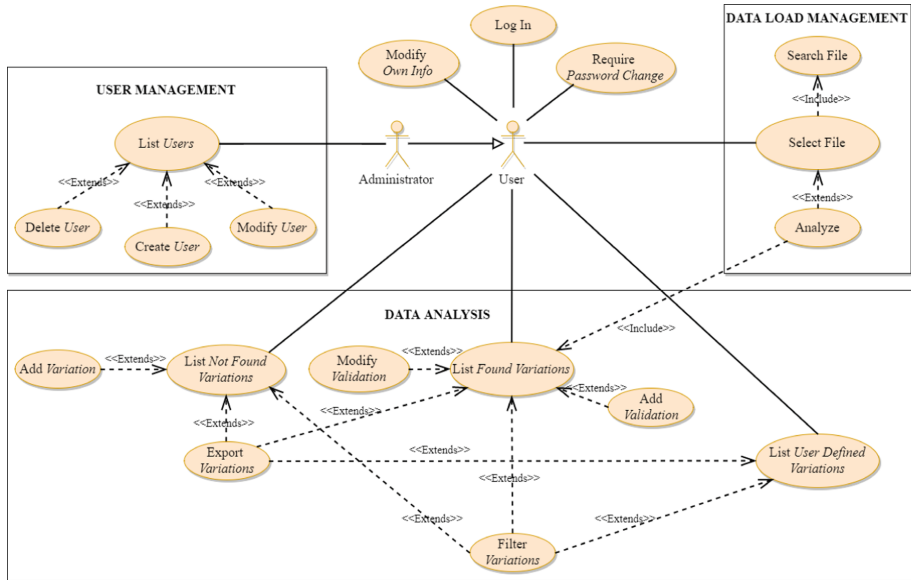 DATA LOAD MANAGEMENT
Log In
Modify
Own Info
Require
Password Change
Search File
<<Include>>
USER MANAGEMENT
List Users
Select File
Administrator
User
<<Extends>>
<<Extends>>
<<Extends>>
<<Extends>>
Delete User
Create User
Modify User
Analyze
DATA ANALYSIS
<<Include>>
Add Variation
<<Extends>>
List Not Found
Variations
Modify
Validation
<<Extends>>
List Found Variations
<<Extends>>
Add
Validation
<<Extends>>
<<Extends>>
Export
Variations
<<Extends>>
List User Defined
Variations
<<Extends>>
<<Extends>>
<<Extends>>
Filter
Variations